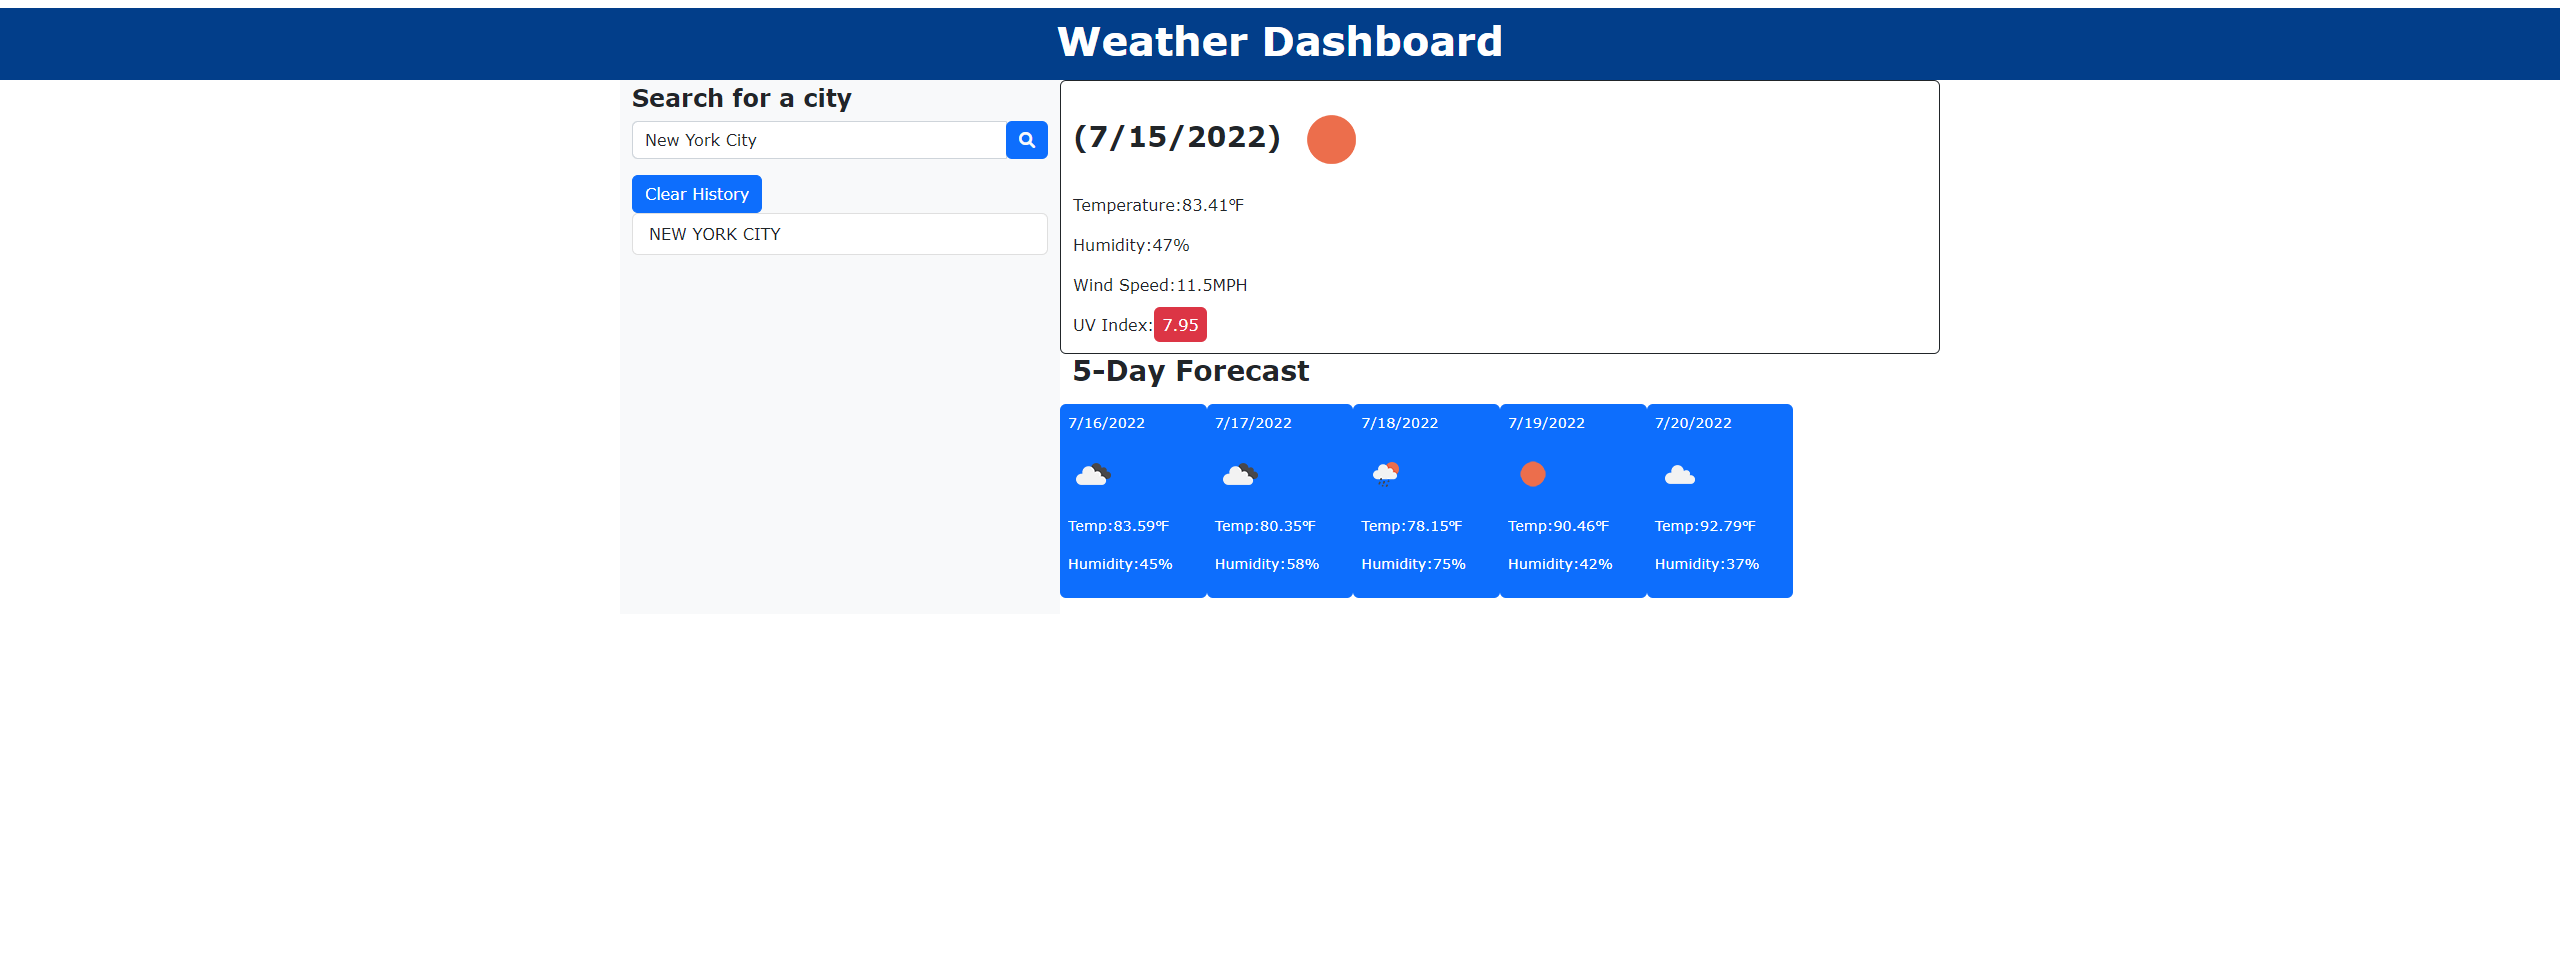 Weather Dashboard
Search for a city
New York City
Clear History
NEW YORK CITY
(7/15/2022)
Temperature:83.41°F
Humidity:47%
Wind Speed:11.5MPH
UV Index:7.95
5-Day Forecast
7/16/2022
Temp:83.59°F
Humidity:45%
7/17/2022
Temp:80.35°F
Humidity:58%
7/18/2022
Temp:78.15°F
Humidity:75%
7/19/2022
Temp:90.46°F
Humidity:42%
7/20/2022
Temp:92.79°F
Humidity:37%